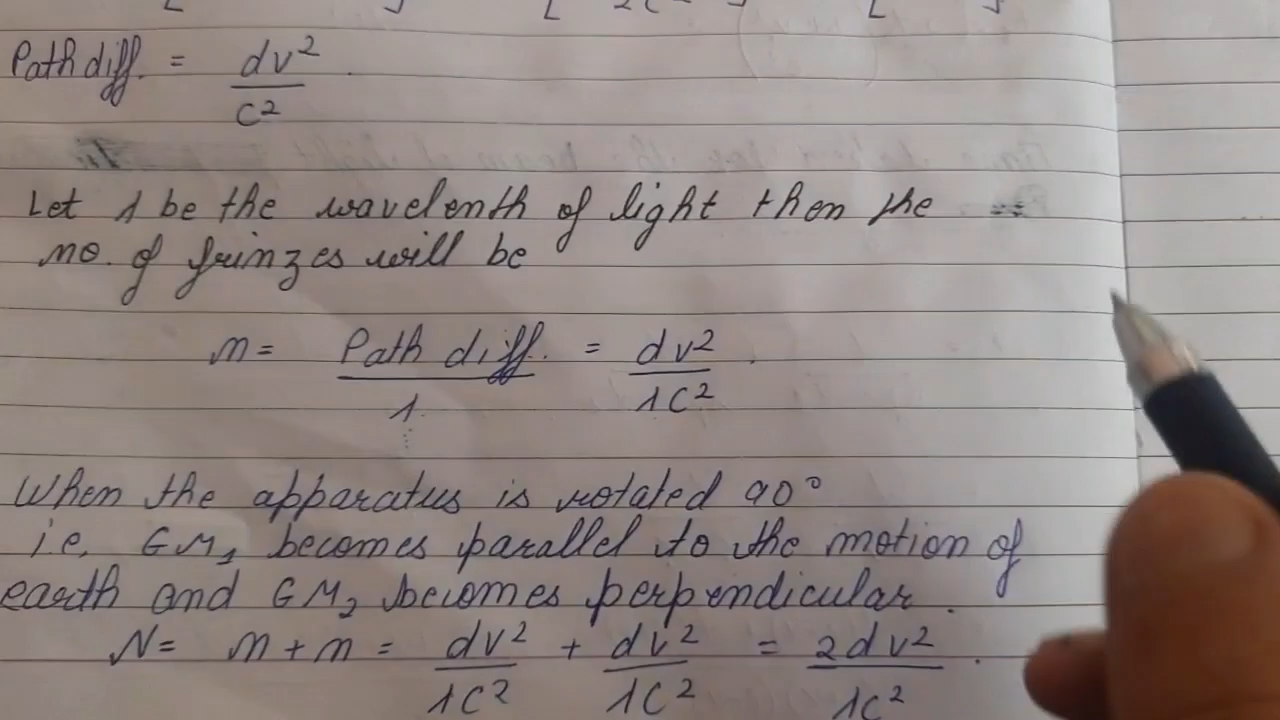 Path diff. = dv²/c².
Let λ be the wavelenth of light then the
no. of frinzes will be
n = Path diff./λ = dv²/λc².
When the apparatus is rotated 90°
i.e. GM₁ becomes parallel to the motion of
earth and GM₂ becomes perpendicular.
N = n + n = dv²/λc² + dv²/λc² = 2dv²/λc².